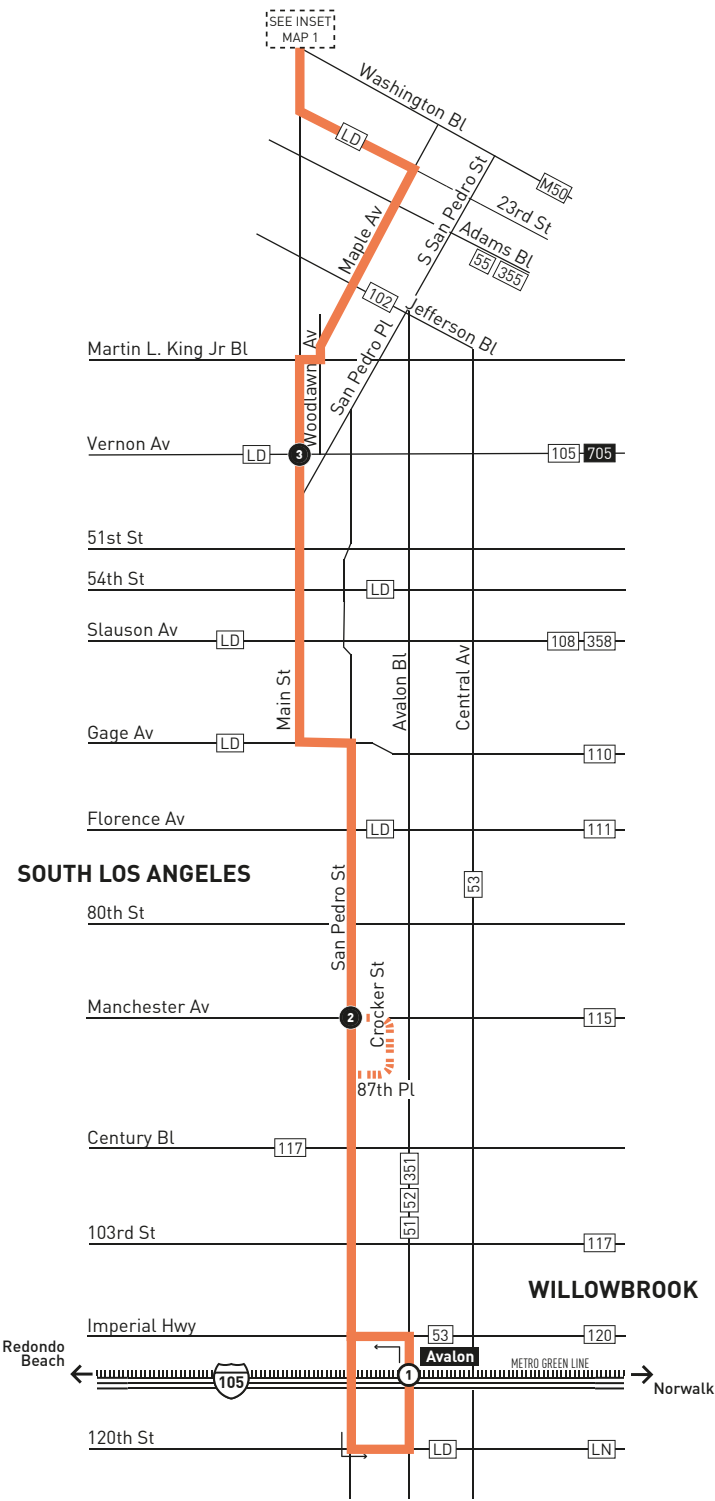 SEE INSET
MAP 1
Washington Bl
LD
M50
S San Pedro St
23rd St
Maple Av
Adams Bl
55 355
102
Jefferson Bl
Martin L. King Jr Bl
Woodlawn Av
San Pedro Pl
Vernon Av
LD
3
105 705
51st St
54th St
LD
Slauson Av
LD
108 358
Main St
Avalon Bl
Central Av
Gage Av
LD
110
Florence Av
LD
111
SOUTH LOS ANGELES
53
80th St
San Pedro St
Crocker St
Manchester Av
2
115
87th Pl
Century Bl
117
51 52 351
103rd St
117
WILLOWBROOK
Imperial Hwy
53
120
Redondo
Beach
Avalon
METRO GREEN LINE
105
1
Norwalk
120th St
LD
LN